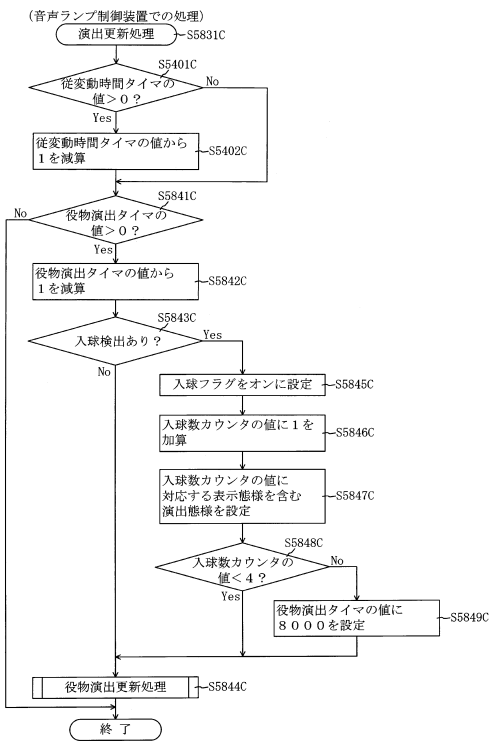 (音声ランプ制御装置での処理)
演出更新処理
S5831C
S5401C
従変動時間タイマの
値>0?
No
Yes
従変動時間タイマの値から
1を減算
S5402C
S5841C
No
役物演出タイマの
値>0?
Yes
役物演出タイマの値から
1を減算
S5842C
S5843C
入球検出あり?
Yes
No
入球フラグをオンに設定
S5845C
入球数カウンタの値に1を
加算
S5846C
入球数カウンタの値に
対応する表示態様を含む
演出態様を設定
S5847C
S5848C
入球数カウンタの
値<4?
No
Yes
役物演出タイマの値に
8000を設定
S5849C
役物演出更新処理
S5844C
終 了